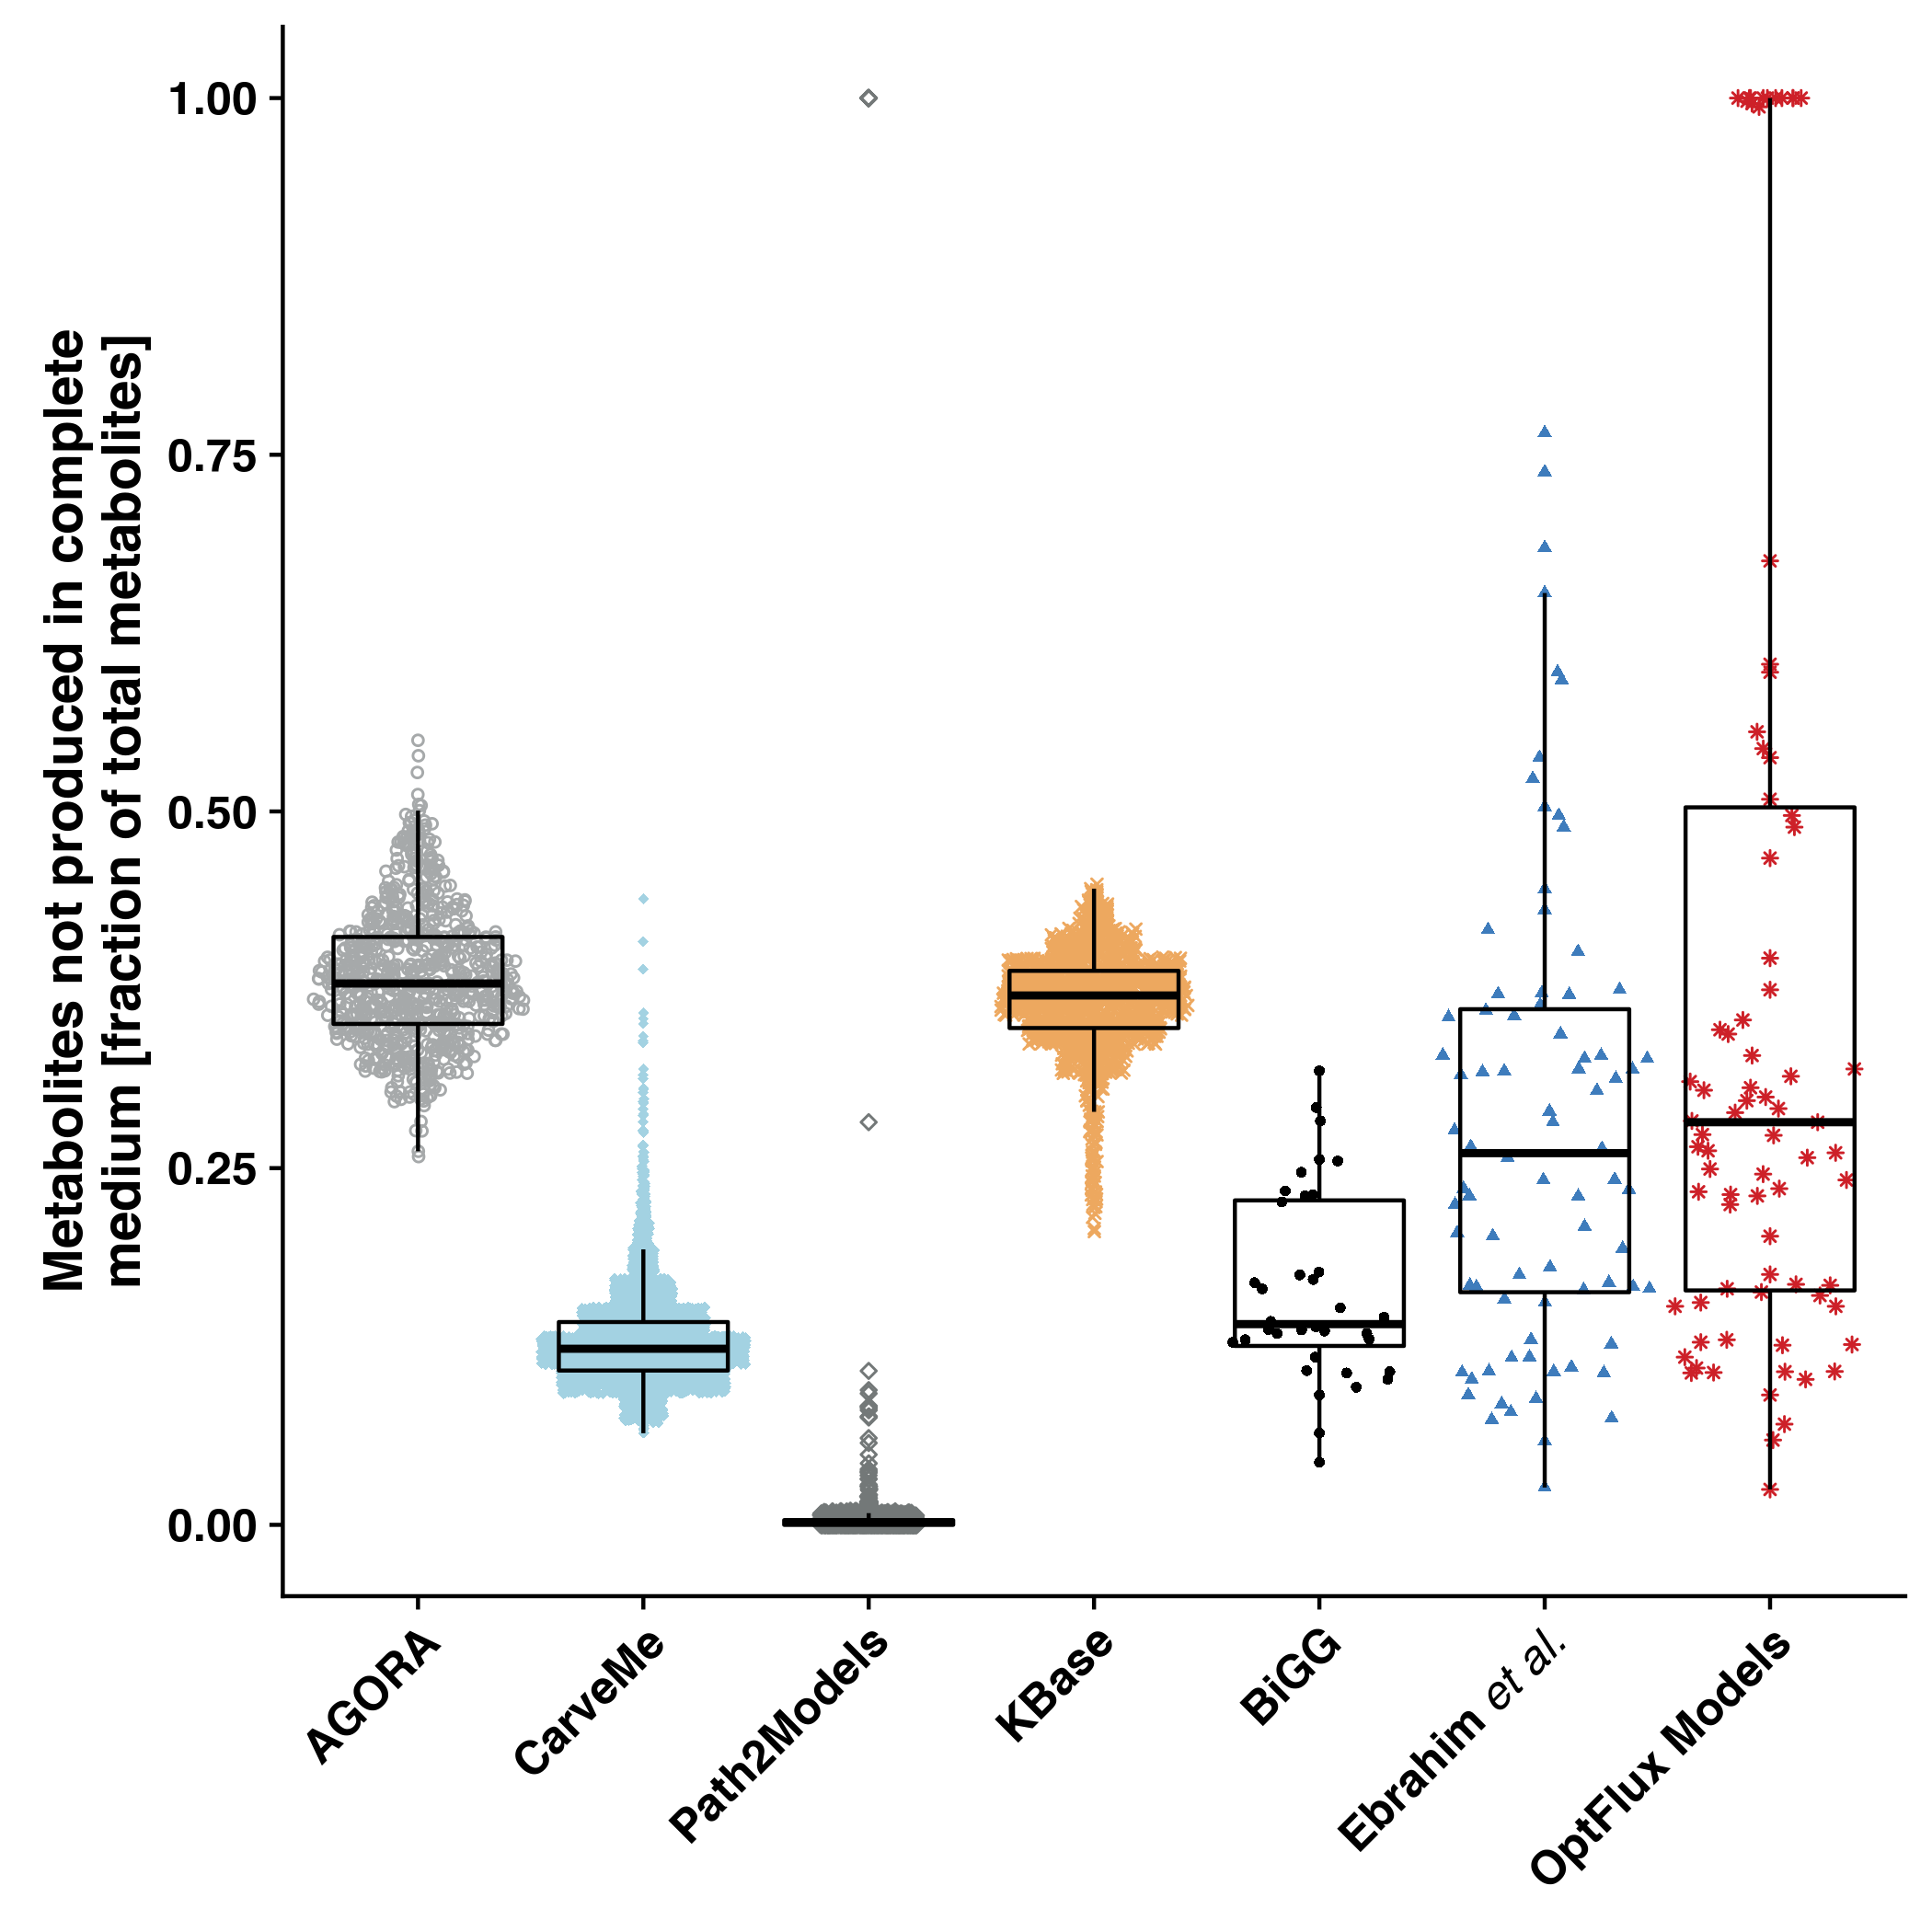 Metabolites not produced in complete
medium [fraction of total metabolites]
1.00
0.75
0.50
0.25
0.00
AGORA
CarveMe
Path2Models
KBase
BiGG
Ebrahim et al.
OptFlux Models